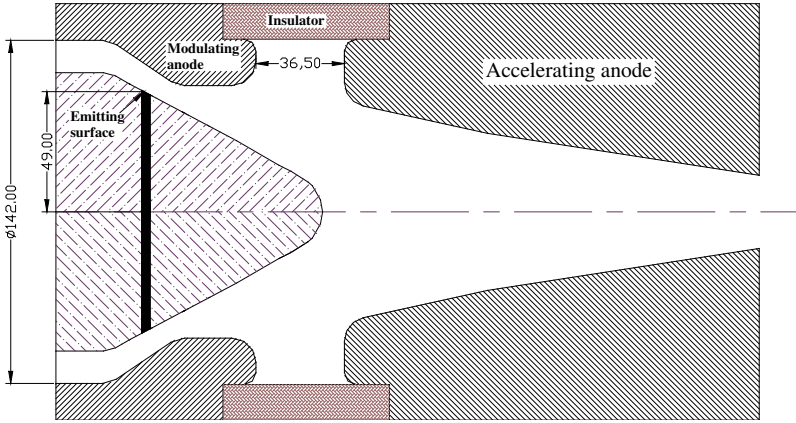 Insulator
Modulating
anode
36,50
Accelerating anode
Emitting
surface
49.00
ø142.00